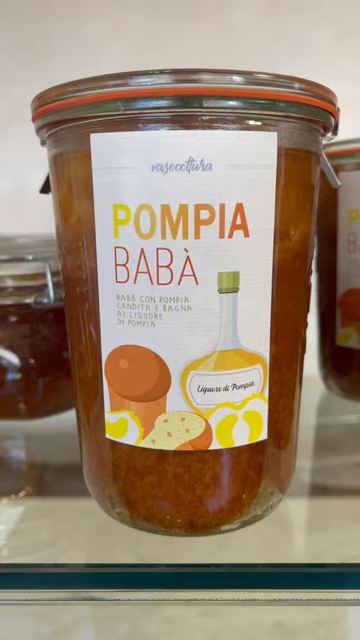 vasocottura
POMPIA
BABÀ
BABÀ CON POMPIA
CANDITA E BAGNA
AL LIQUORE
DI POMPIA
Liquore di Pompia